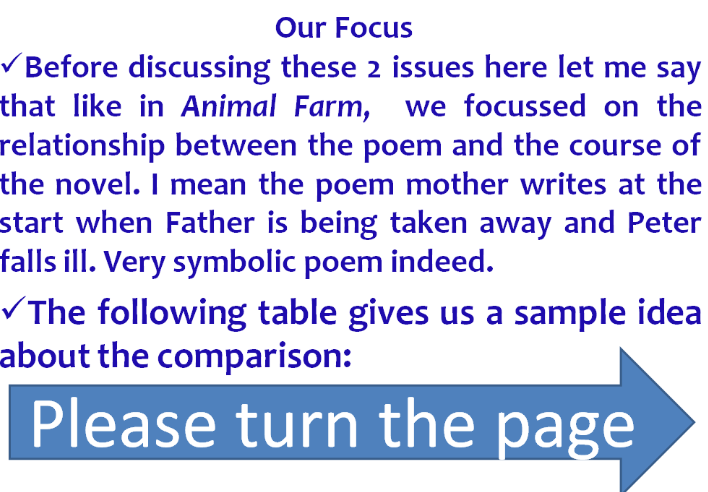 Our Focus
✓Before discussing these 2 issues here let me say
that like in Animal Farm, we focussed on the
relationship between the poem and the course of
the novel. I mean the poem mother writes at the
start when Father is being taken away and Peter
falls ill. Very symbolic poem indeed.
✓The following table gives us a sample idea
about the comparison:
Please turn the page